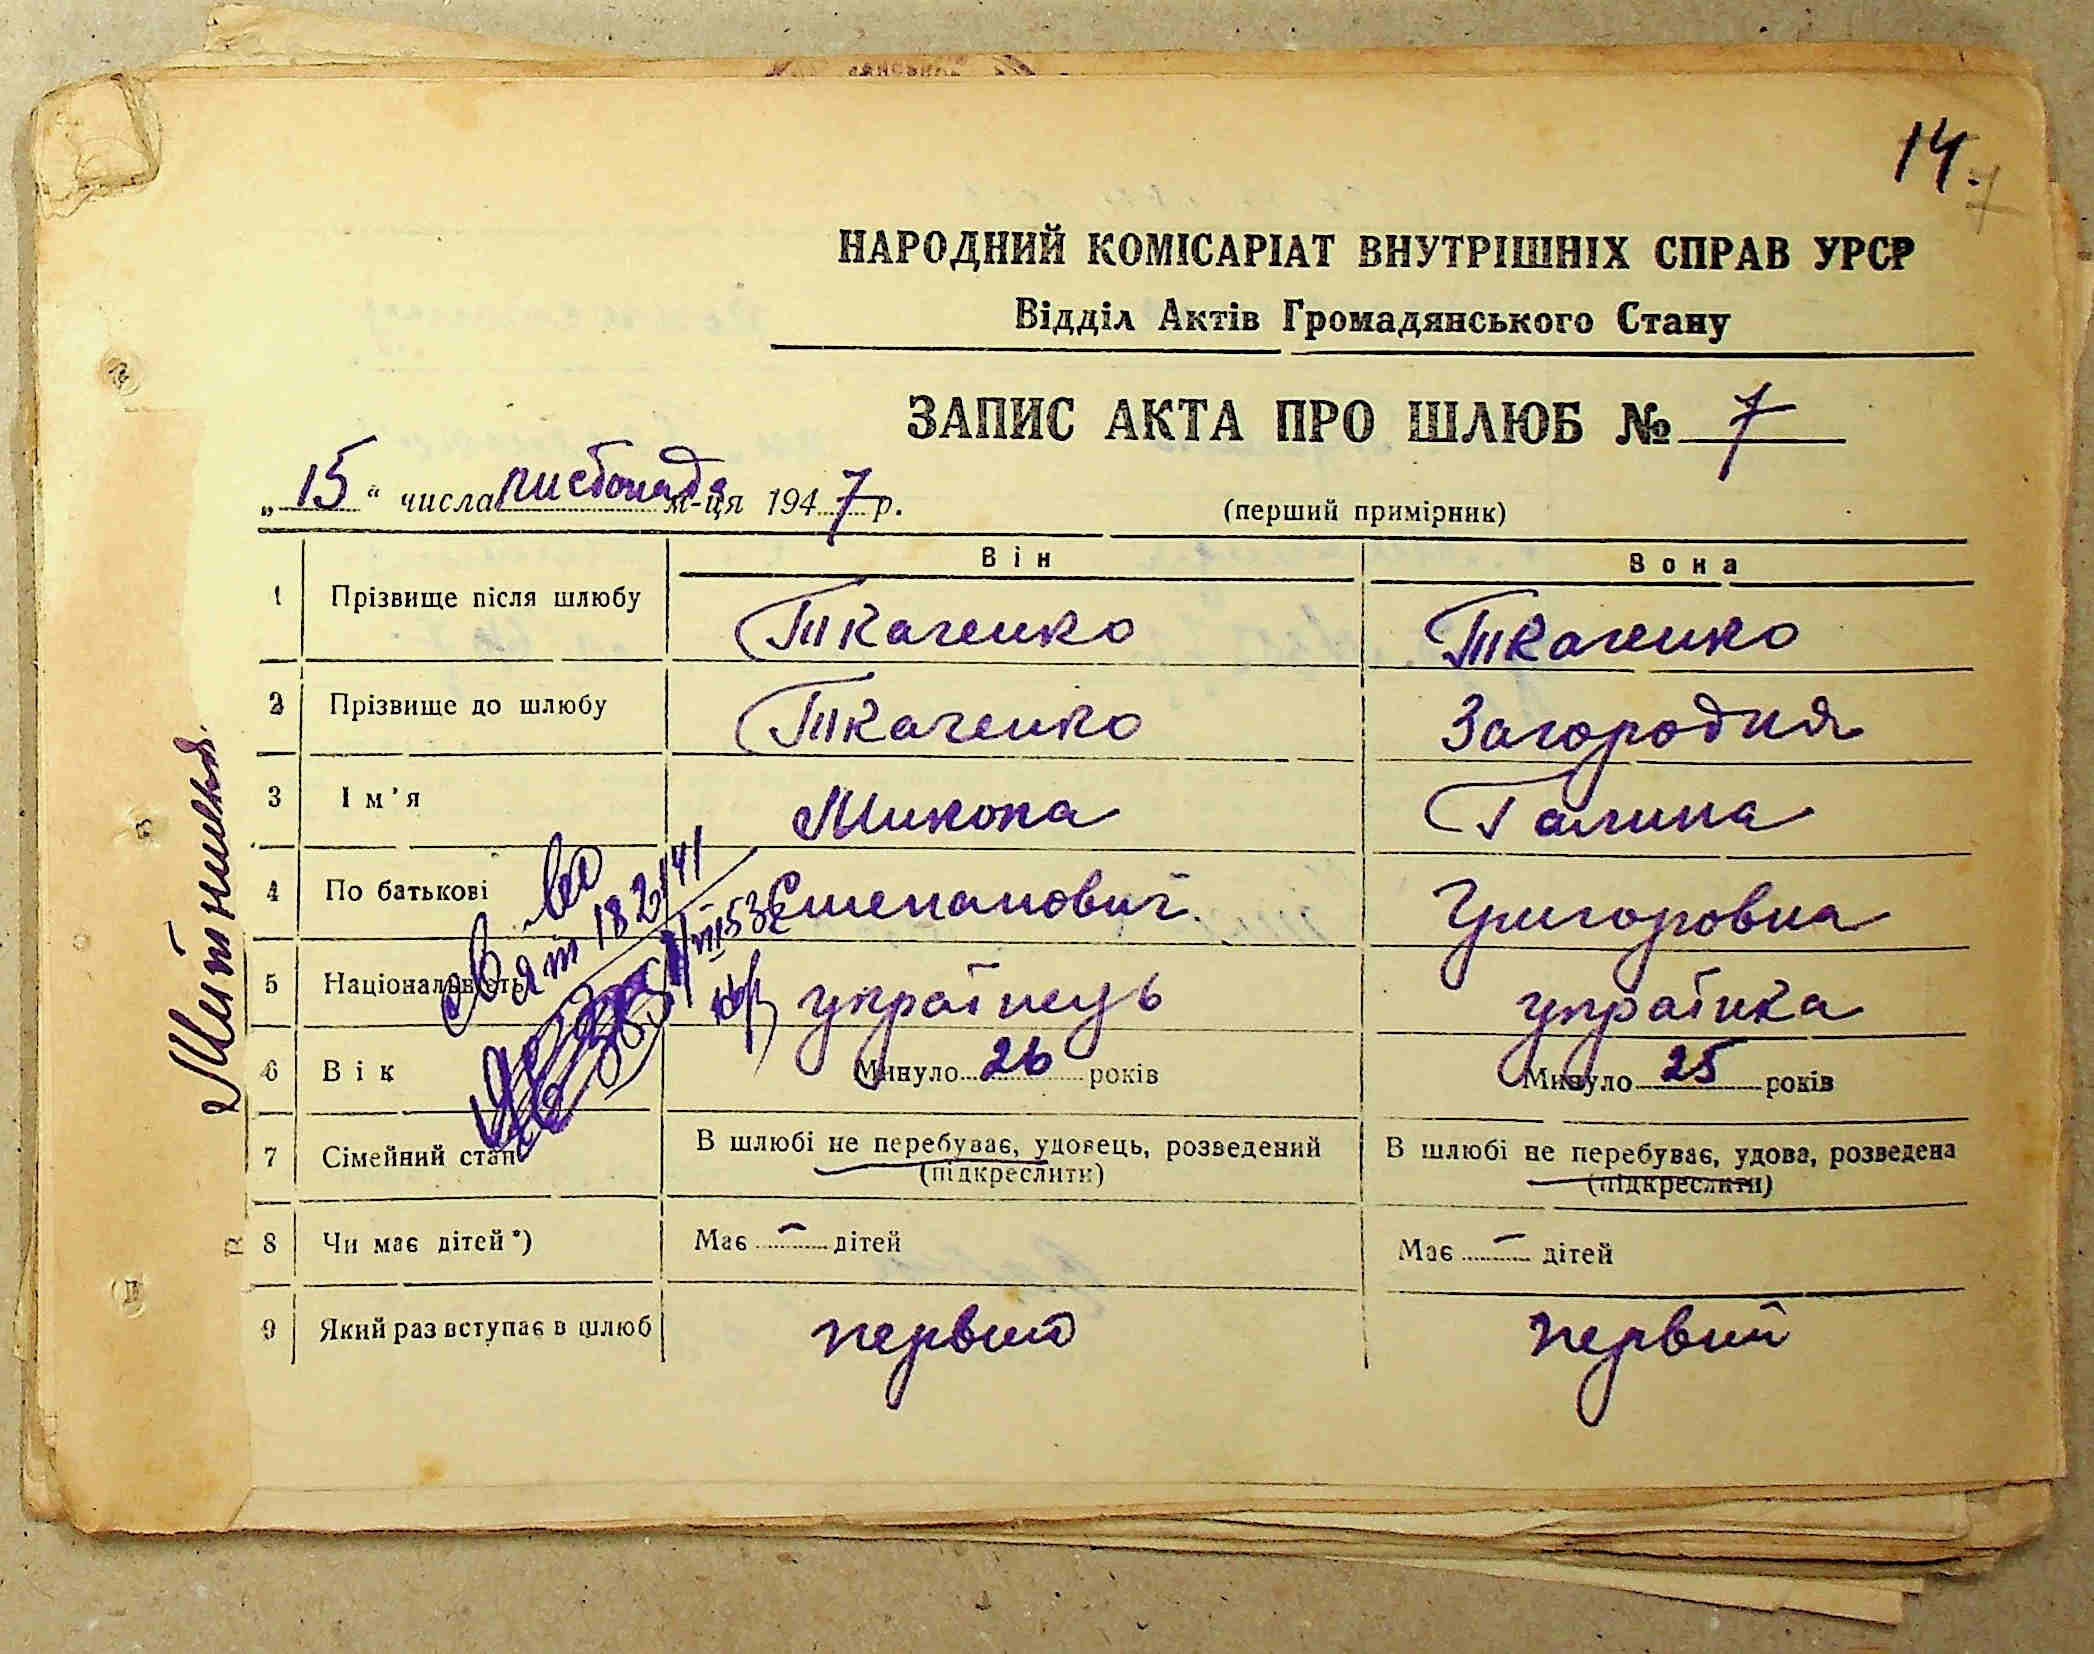 14.
НАРОДНИЙ КОМІСАРІАТ ВНУТРІШНІХ СПРАВ УРСР
Відділ Актів Громадянського Стану
ЗАПИС АКТА ПРО ШЛЮБ № 7
„15“ числа листопада м-ця 1947 р.
(перший примірник)
Він Вона
1 Прізвище після шлюбу Ткаченко Ткаченко
2 Прізвище до шлюбу Ткаченко Загородня
3 Ім'я Микола Галина
4 По батькові Степанович Григоровна
5 Національність українець українка
6 Вік Минуло 26 років Минуло 25 років
7 Сімейний стан В шлюбі не перебуває, удовець, розведений В шлюбі не перебуває, удова, розведена
(підкреслити) (підкреслити)
8 Чи має дітей*) Має – дітей Має – дітей
9 Який раз вступає в шлюб первий первий
Митниця.